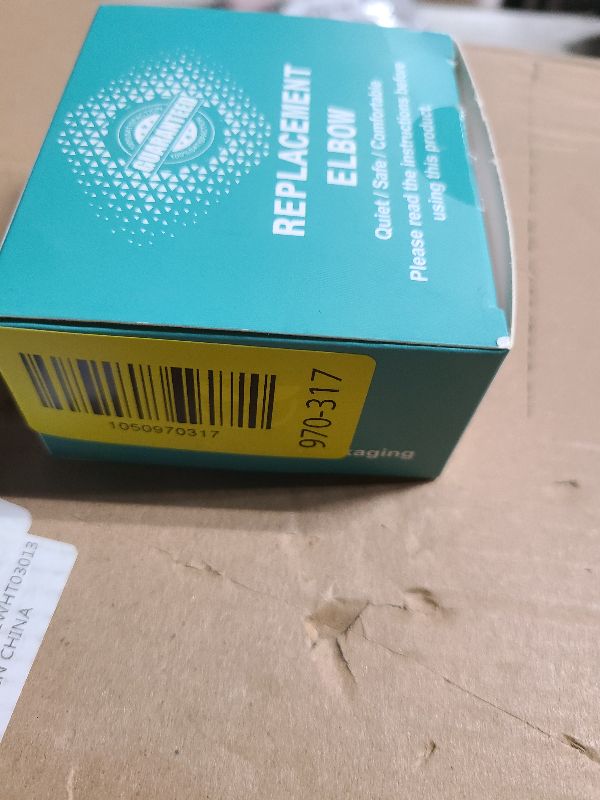 GUARANTEED
REPLACEMENT
ELBOW
Quiet / Safe / Comfortable
Please read the instructions before
using this product
1050970317
970-317
kaging
WHT03013
CHINA